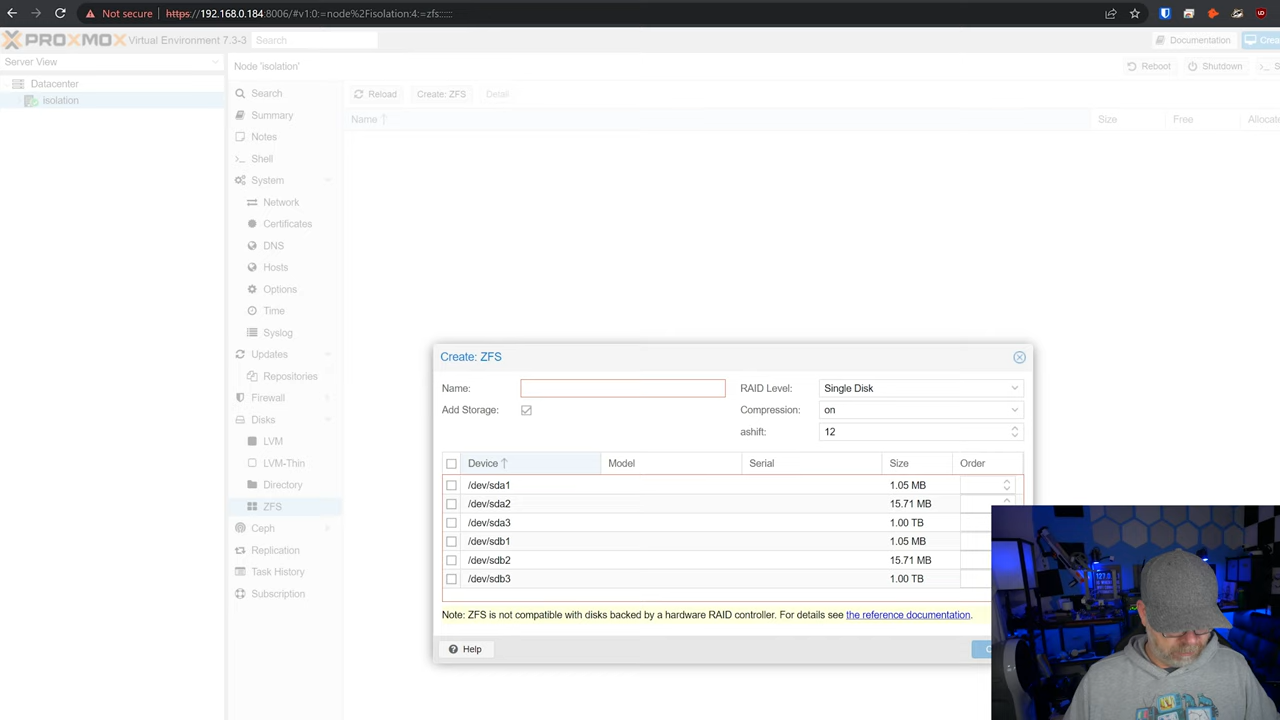 Not secure https://192.168.0.184:8006/#v1:0:=node%2Fisolation:4:=zfs::::::
PROXMOX Virtual Environment 7.3-3 Search Documentation
Server View Node 'isolation' Reboot Shutdown
Datacenter
isolation
Search
Summary
Notes
Shell
System
Network
Certificates
DNS
Hosts
Options
Time
Syslog
Updates
Repositories
Firewall
Disks
LVM
LVM-Thin
Directory
ZFS
Ceph
Replication
Task History
Subscription
Reload Create: ZFS Detail
Name Size Free
Create: ZFS
Name: RAID Level: Single Disk
Add Storage: Compression: on
ashift: 12
Device Model Serial Size Order
/dev/sda1 1.05 MB
/dev/sda2 15.71 MB
/dev/sda3 1.00 TB
/dev/sdb1 1.05 MB
/dev/sdb2 15.71 MB
/dev/sdb3 1.00 TB
Note: ZFS is not compatible with disks backed by a hardware RAID controller. For details see the reference documentation.
Help
127.0